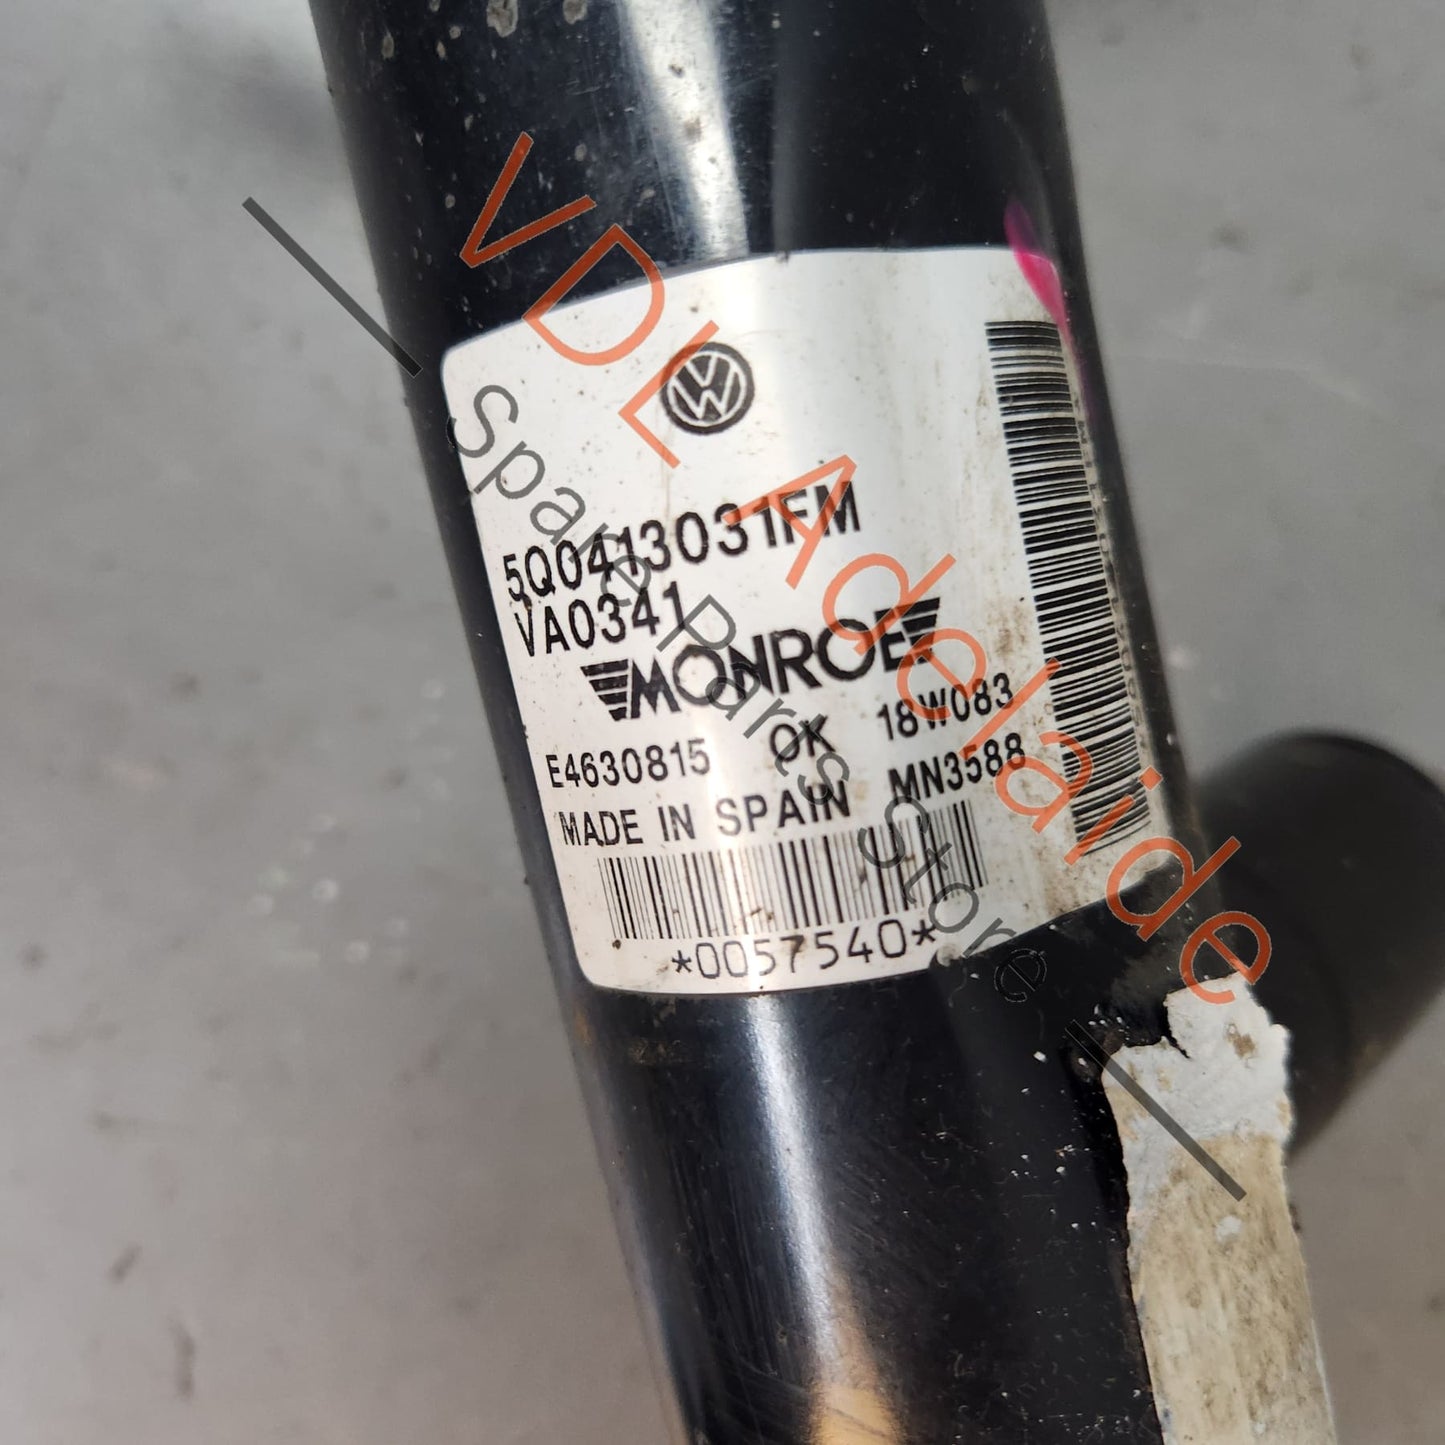 VDL Adelaide
Spare Parts Store
5Q0413031FM
VA0341
MONROE
E4630815 OK 18W083
MADE IN SPAIN MN3588
*0057540*